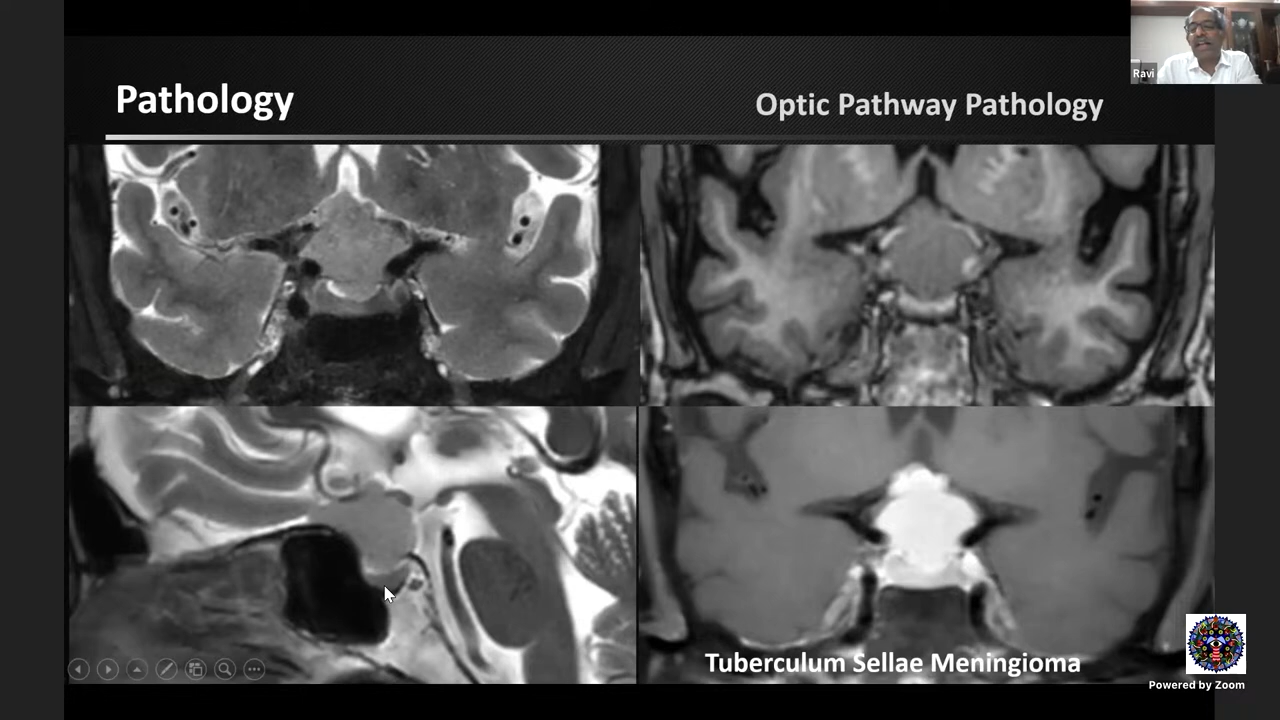 Ravi
Pathology
Optic Pathway Pathology
Tuberculum Sellae Meningioma
Powered by Zoom